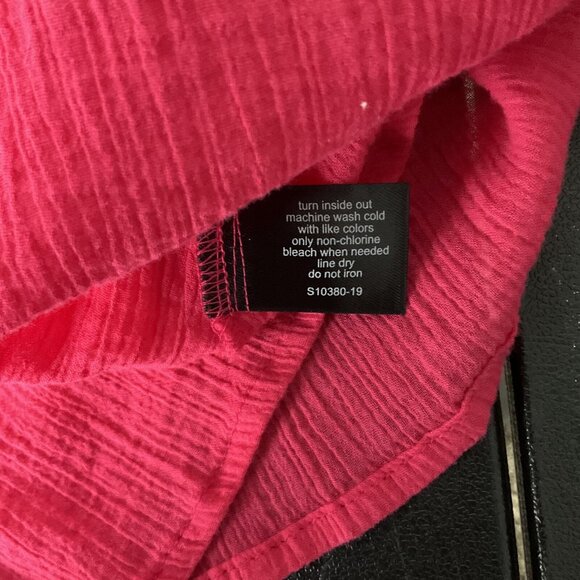 turn inside out
machine wash cold
with like colors
only non-chlorine
bleach when needed
line dry
do not iron
S10380-19